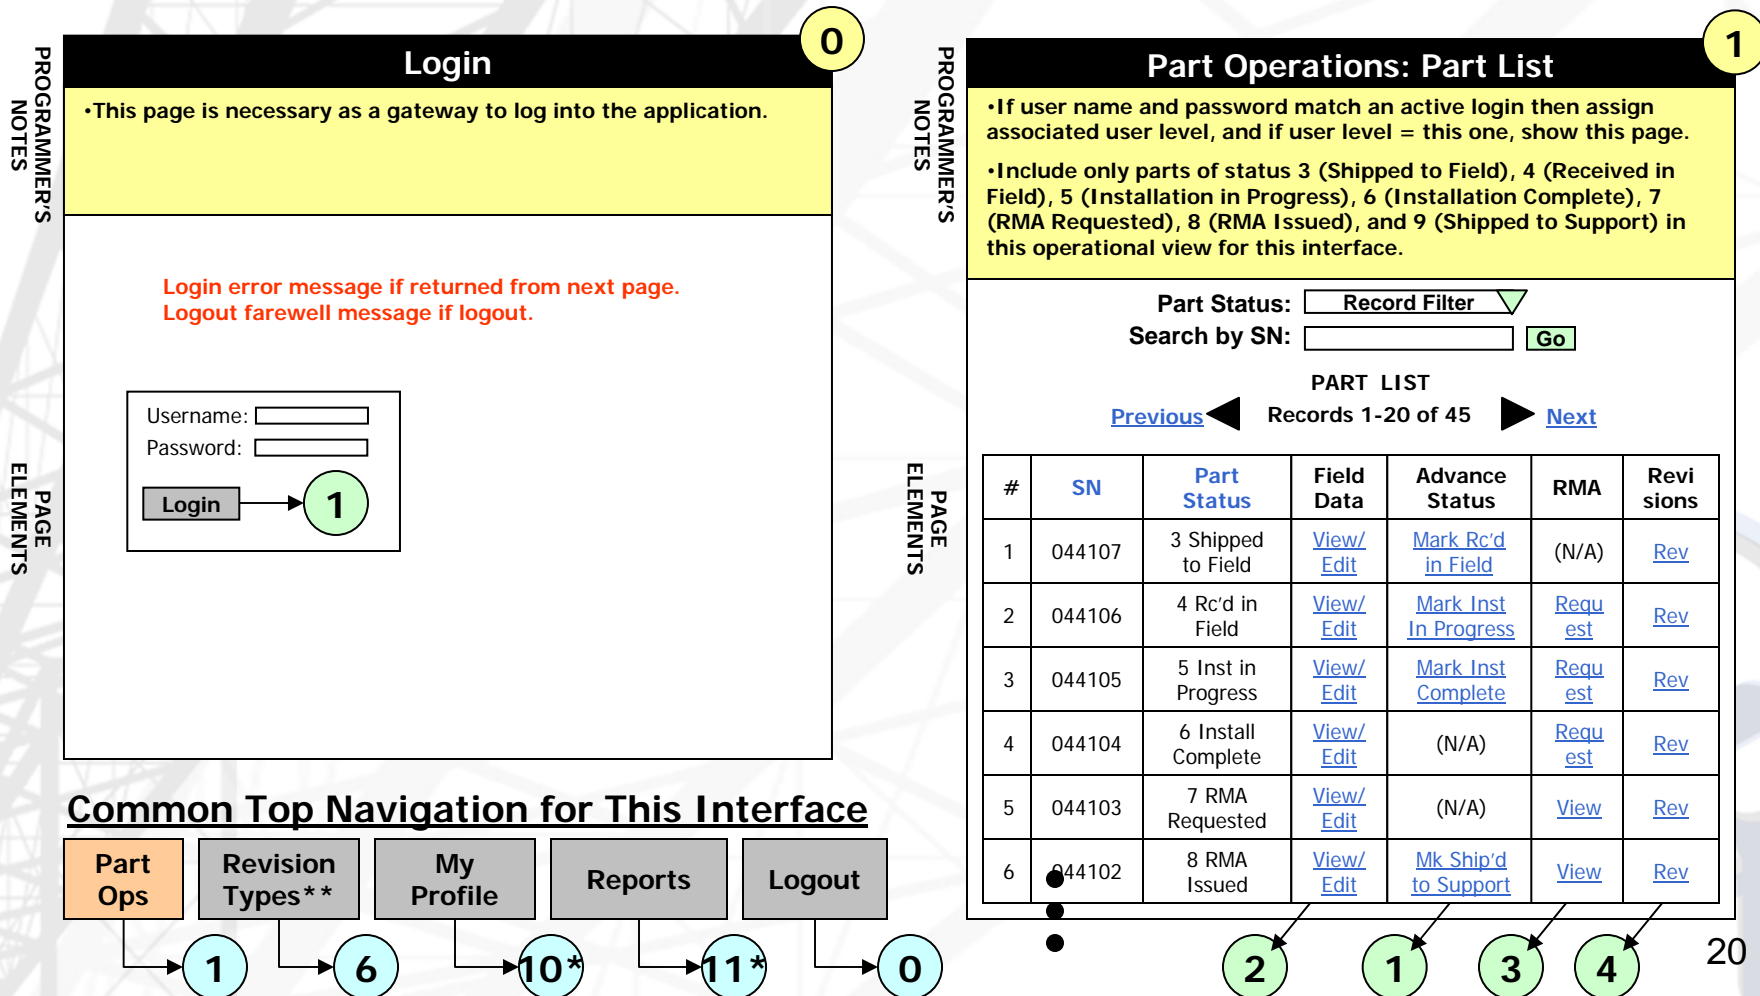 0
Login
PROGRAMMER'S
NOTES
•This page is necessary as a gateway to log into the application.
Login error message if returned from next page.
Logout farewell message if logout.
PAGE
ELEMENTS
Username:
Password:
Login
1
Common Top Navigation for This Interface
Part
Ops
Revision
Types**
My
Profile
Reports
Logout
1
6
10*
11*
0
1
Part Operations: Part List
PROGRAMMER'S
NOTES
•If user name and password match an active login then assign
associated user level, and if user level = this one, show this page.
•Include only parts of status 3 (Shipped to Field), 4 (Received in
Field), 5 (Installation in Progress), 6 (Installation Complete), 7
(RMA Requested), 8 (RMA Issued), and 9 (Shipped to Support) in
this operational view for this interface.
PAGE
ELEMENTS
Part Status: Record Filter
Search by SN: Go
PART LIST
Previous Records 1-20 of 45 Next
# SN Part Status Field Data Advance Status RMA Revi sions
1 044107 3 Shipped to Field View/ Edit Mark Rc'd in Field (N/A) Rev
2 044106 4 Rc'd in Field View/ Edit Mark Inst In Progress Requ est Rev
3 044105 5 Inst in Progress View/ Edit Mark Inst Complete Requ est Rev
4 044104 6 Install Complete View/ Edit (N/A) Requ est Rev
5 044103 7 RMA Requested View/ Edit (N/A) View Rev
6 044102 8 RMA Issued View/ Edit Mk Ship'd to Support View Rev
2
1
3
4
20